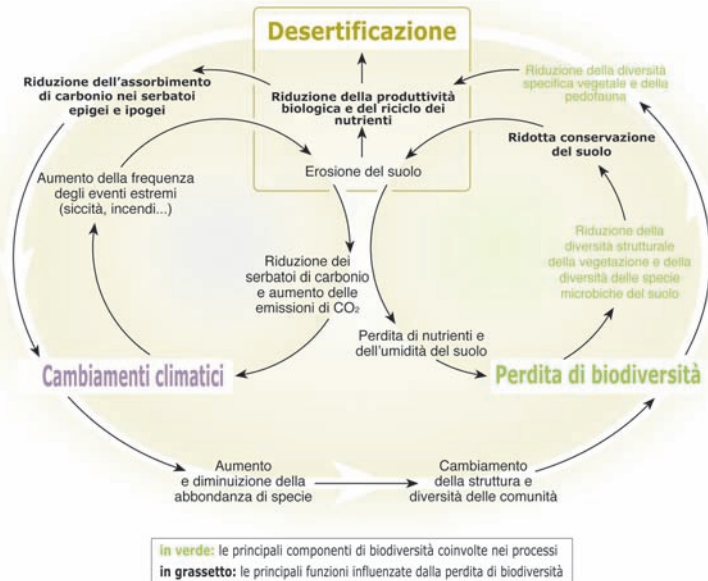 Desertificazione
Riduzione dell'assorbimento
di carbonio nei serbatoi
epigei e ipogei
Riduzione della produttività
biologica e del riciclo dei
nutrienti
Riduzione della diversità
specifica vegetale e della
pedofauna
Ridotta conservazione
del suolo
Aumento della frequenza
degli eventi estremi
(siccità, incendi...)
Erosione del suolo
Riduzione dei
serbatoi di carbonio
e aumento delle
emissioni di CO₂
Riduzione della
diversità strutturale
della vegetazione e della
diversità delle specie
microbiche del suolo
Perdita di nutrienti e
dell'umidità del suolo
Cambiamenti climatici
Perdita di biodiversità
Aumento
e diminuizione della
abbondanza di specie
Cambiamento
della struttura e
diversità delle comunità
in verde: le principali componenti di biodiversità coinvolte nei processi
in grassetto: le principali funzioni influenzate dalla perdita di biodiversità